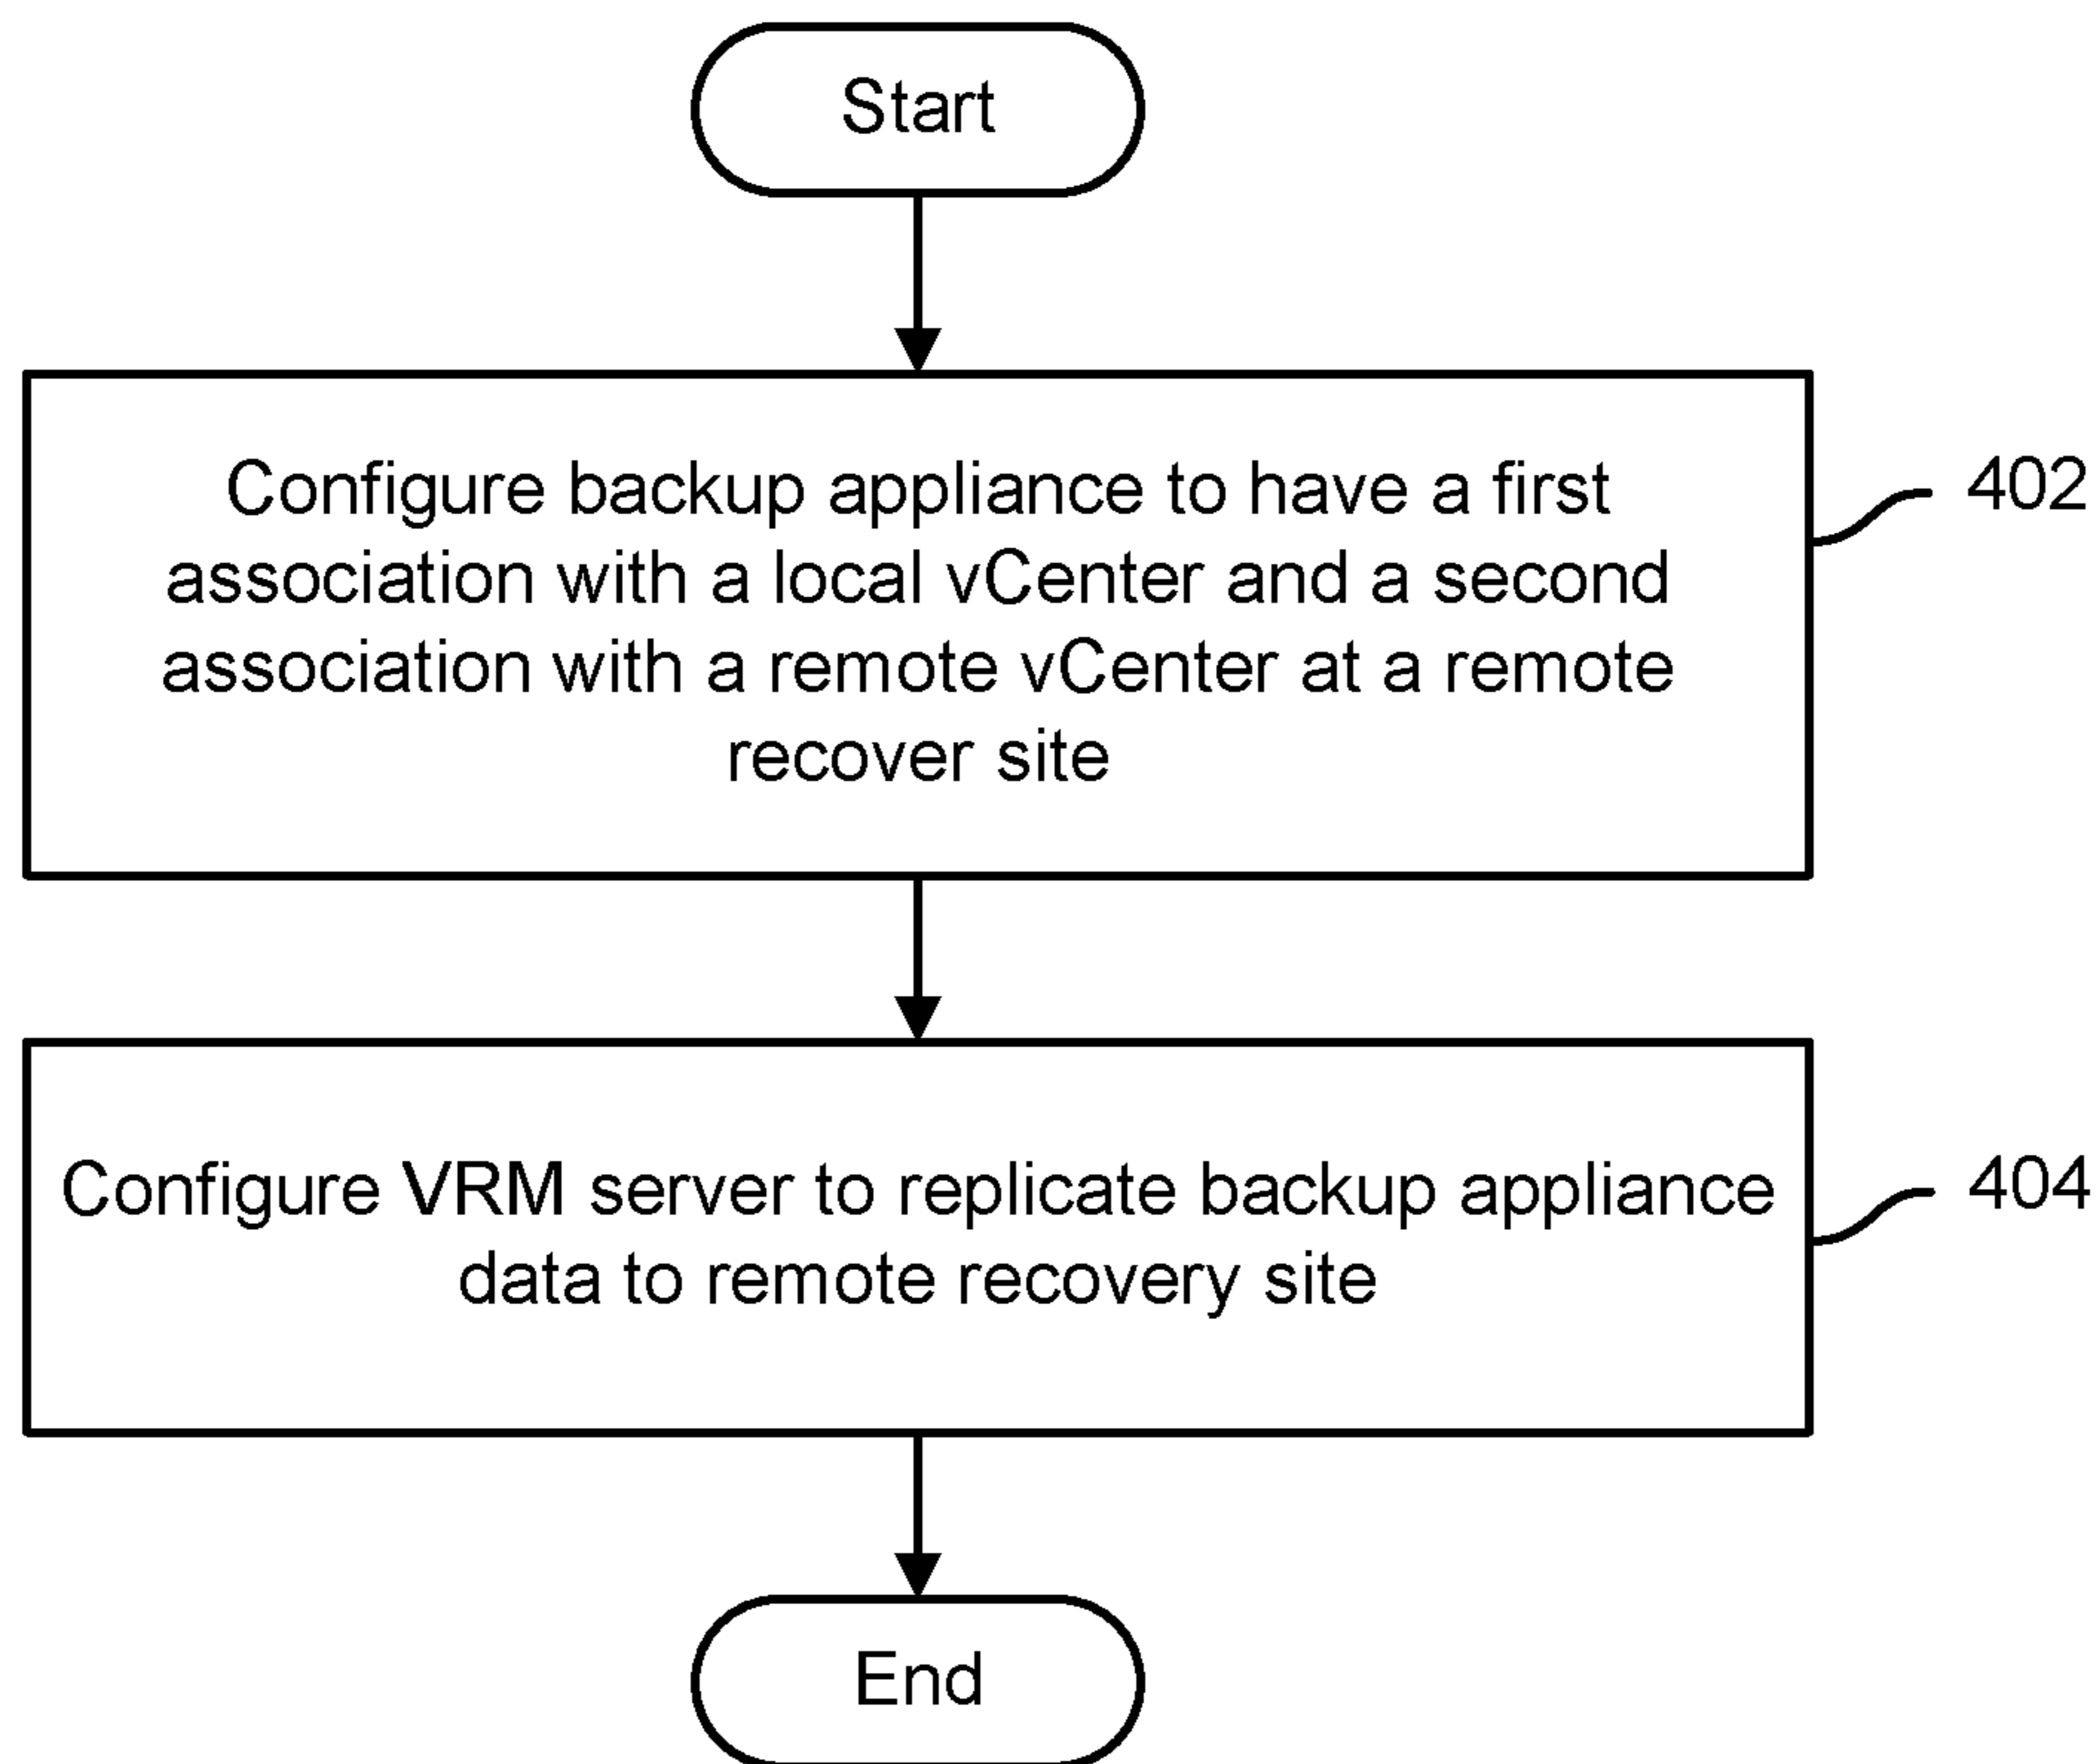 Start
Configure backup appliance to have a first
association with a local vCenter and a second
association with a remote vCenter at a remote
recover site
402
Configure VRM server to replicate backup appliance
data to remote recovery site
404
End